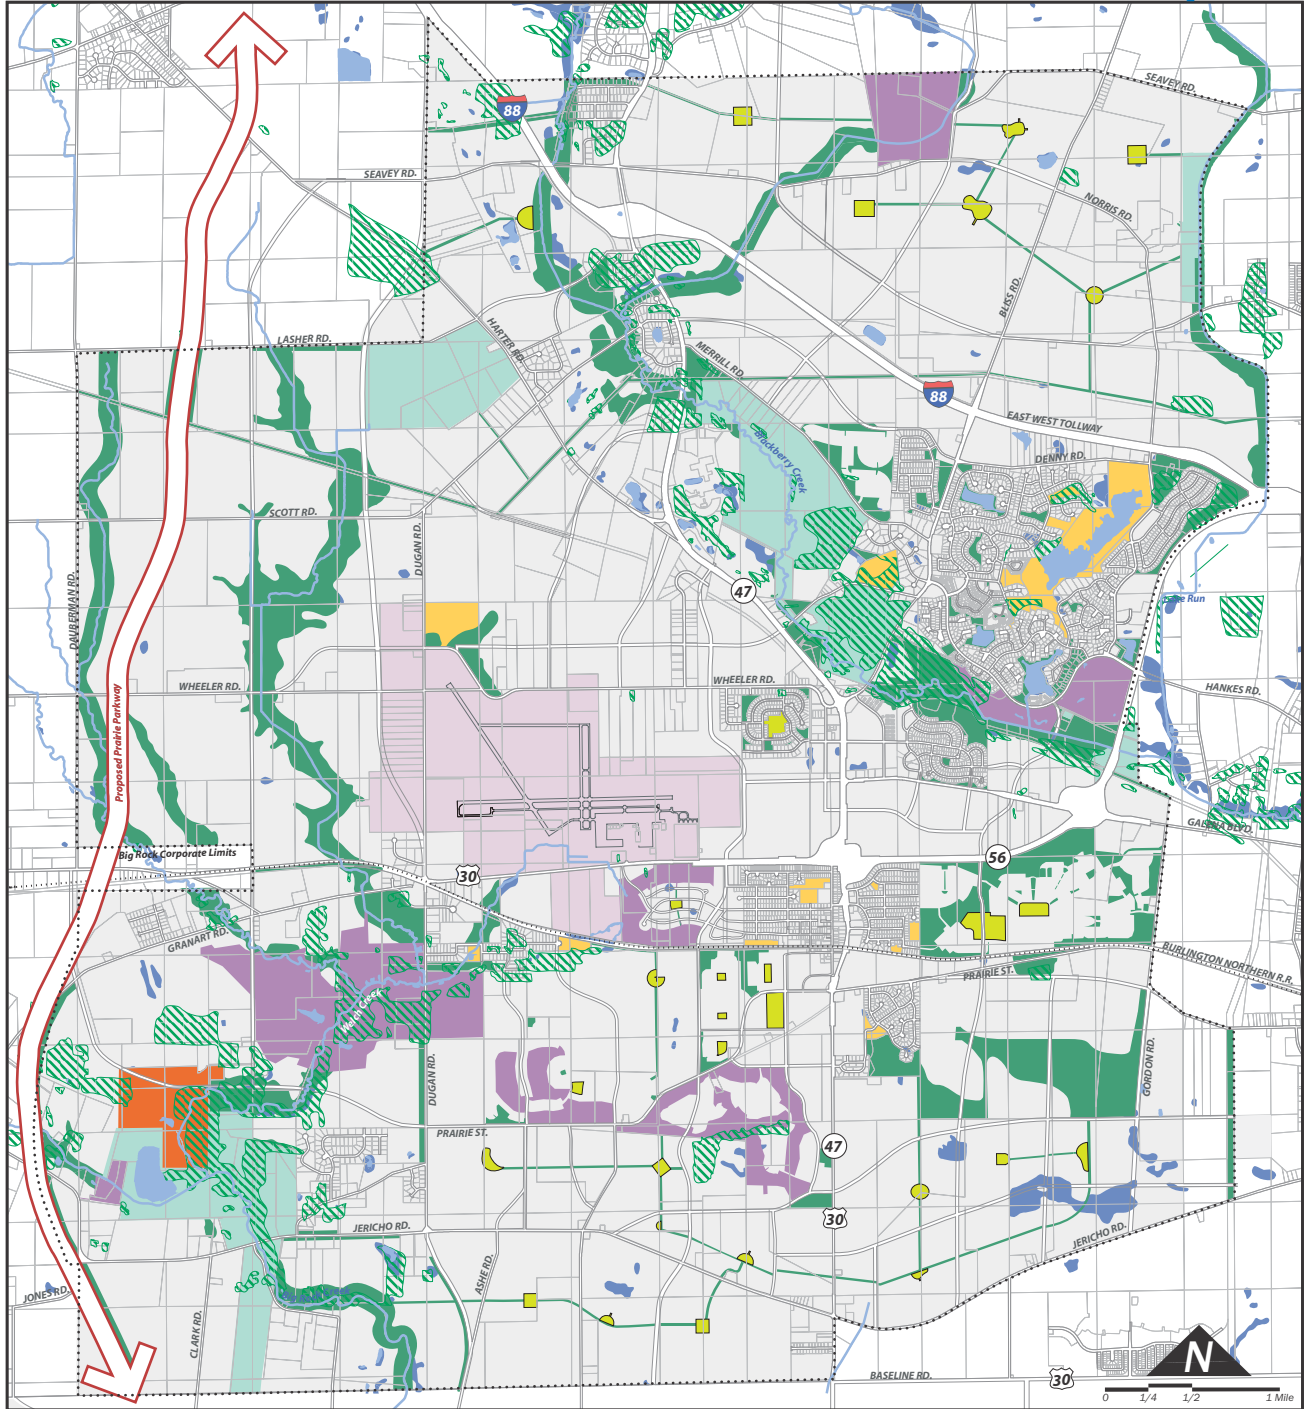 SEAVEY RD.
88
SEAVEY RD.
NORRIS RD.
BLISS RD.
LASHER RD.
HARTER RD.
MERRILL RD.
88
EAST WEST TOLLWAY
Blackberry Creek
DENNY RD.
SCOTT RD.
DUGAN RD.
DAUBERMAN RD.
47
Lake Run
WHEELER RD.
WHEELER RD.
HANKES RD.
Proposed Prairie Parkway
GALENA BLVD.
Big Rock Corporate Limits
30
56
GRANART RD.
BURLINGTON NORTHERN R.R.
PRAIRIE ST.
Welch Creek
DUGAN RD.
GORDON RD.
PRAIRIE ST.
47
30
JERICHO RD.
JERICHO RD.
ASHE RD.
JONES RD.
CLARK RD.
BASELINE RD.
30
N
0 1/4 1/2 1 Mile